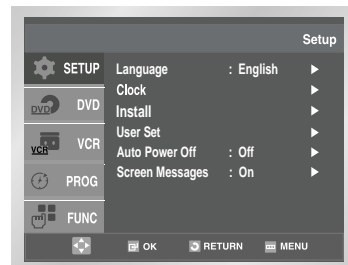 Setup
SETUP
DVD DVD
VCR VCR
PROG
FUNC
Language : English
Clock
Install
User Set
Auto Power Off : Off
Screen Messages : On
OK RETURN MENU